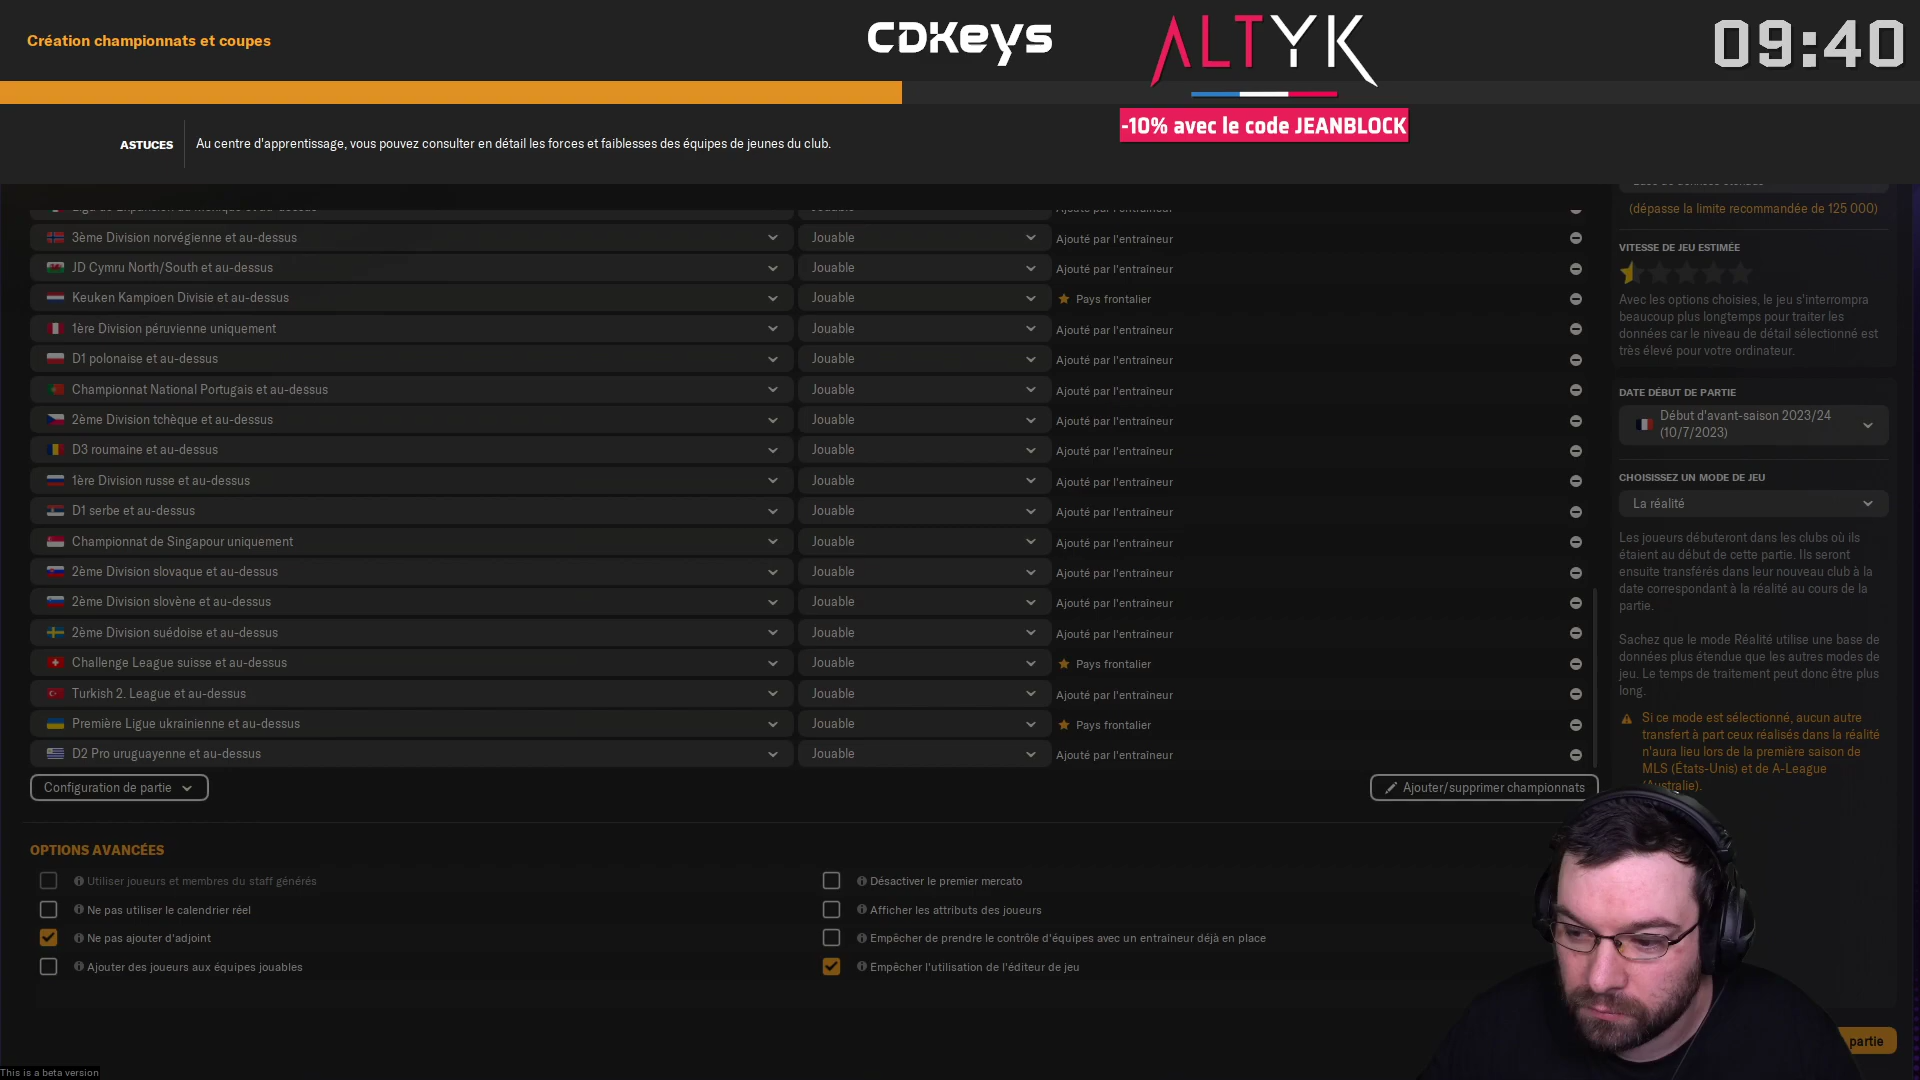 Création championnats et coupes
CDKeys
ALTYK
09:40
-10% avec le code JEANBLOCK
ASTUCES
Au centre d'apprentissage, vous pouvez consulter en détail les forces et faiblesses des équipes de jeunes du club.
(dépasse la limite recommandée de 125 000)
3ème Division norvégienne et au-dessus Jouable Ajouté par l'entraîneur
JD Cymru North/South et au-dessus Jouable Ajouté par l'entraîneur
Keuken Kampioen Divisie et au-dessus Jouable Pays frontalier
1ère Division péruvienne uniquement Jouable Ajouté par l'entraîneur
D1 polonaise et au-dessus Jouable Ajouté par l'entraîneur
Championnat National Portugais et au-dessus Jouable Ajouté par l'entraîneur
2ème Division tchèque et au-dessus Jouable Ajouté par l'entraîneur
D3 roumaine et au-dessus Jouable Ajouté par l'entraîneur
1ère Division russe et au-dessus Jouable Ajouté par l'entraîneur
D1 serbe et au-dessus Jouable Ajouté par l'entraîneur
Championnat de Singapour uniquement Jouable Ajouté par l'entraîneur
2ème Division slovaque et au-dessus Jouable Ajouté par l'entraîneur
2ème Division slovène et au-dessus Jouable Ajouté par l'entraîneur
2ème Division suédoise et au-dessus Jouable Ajouté par l'entraîneur
Challenge League suisse et au-dessus Jouable Pays frontalier
Turkish 2. League et au-dessus Jouable Ajouté par l'entraîneur
Première Ligue ukrainienne et au-dessus Jouable Pays frontalier
D2 Pro uruguayenne et au-dessus Jouable Ajouté par l'entraîneur
Configuration de partie
Ajouter/supprimer championnats
VITESSE DE JEU ESTIMÉE
Avec les options choisies, le jeu s'interrompra
beaucoup plus longtemps pour traiter les
données car le niveau de détail sélectionné est
très élevé pour votre ordinateur.
DATE DÉBUT DE PARTIE
Début d'avant-saison 2023/24
(10/7/2023)
CHOISISSEZ UN MODE DE JEU
La réalité
Les joueurs débuteront dans les clubs où ils
étaient au début de cette partie. Ils seront
ensuite transférés dans leur nouveau club à la
date correspondant à la réalité au cours de la
partie.
Sachez que le mode Réalité utilise une base de
données plus étendue que les autres modes de
jeu. Le temps de traitement peut donc être plus
long.
Si ce mode est sélectionné, aucun autre
transfert à part ceux réalisés dans la réalité
n'aura lieu lors de la première saison de
MLS (États-Unis) et de A-League
(Australie).
OPTIONS AVANCÉES
Utiliser joueurs et membres du staff générés
Ne pas utiliser le calendrier réel
Ne pas ajouter d'adjoint
Ajouter des joueurs aux équipes jouables
Désactiver le premier mercato
Afficher les attributs des joueurs
Empêcher de prendre le contrôle d'équipes avec un entraîneur déjà en place
Empêcher l'utilisation de l'éditeur de jeu
partie
This is a beta version